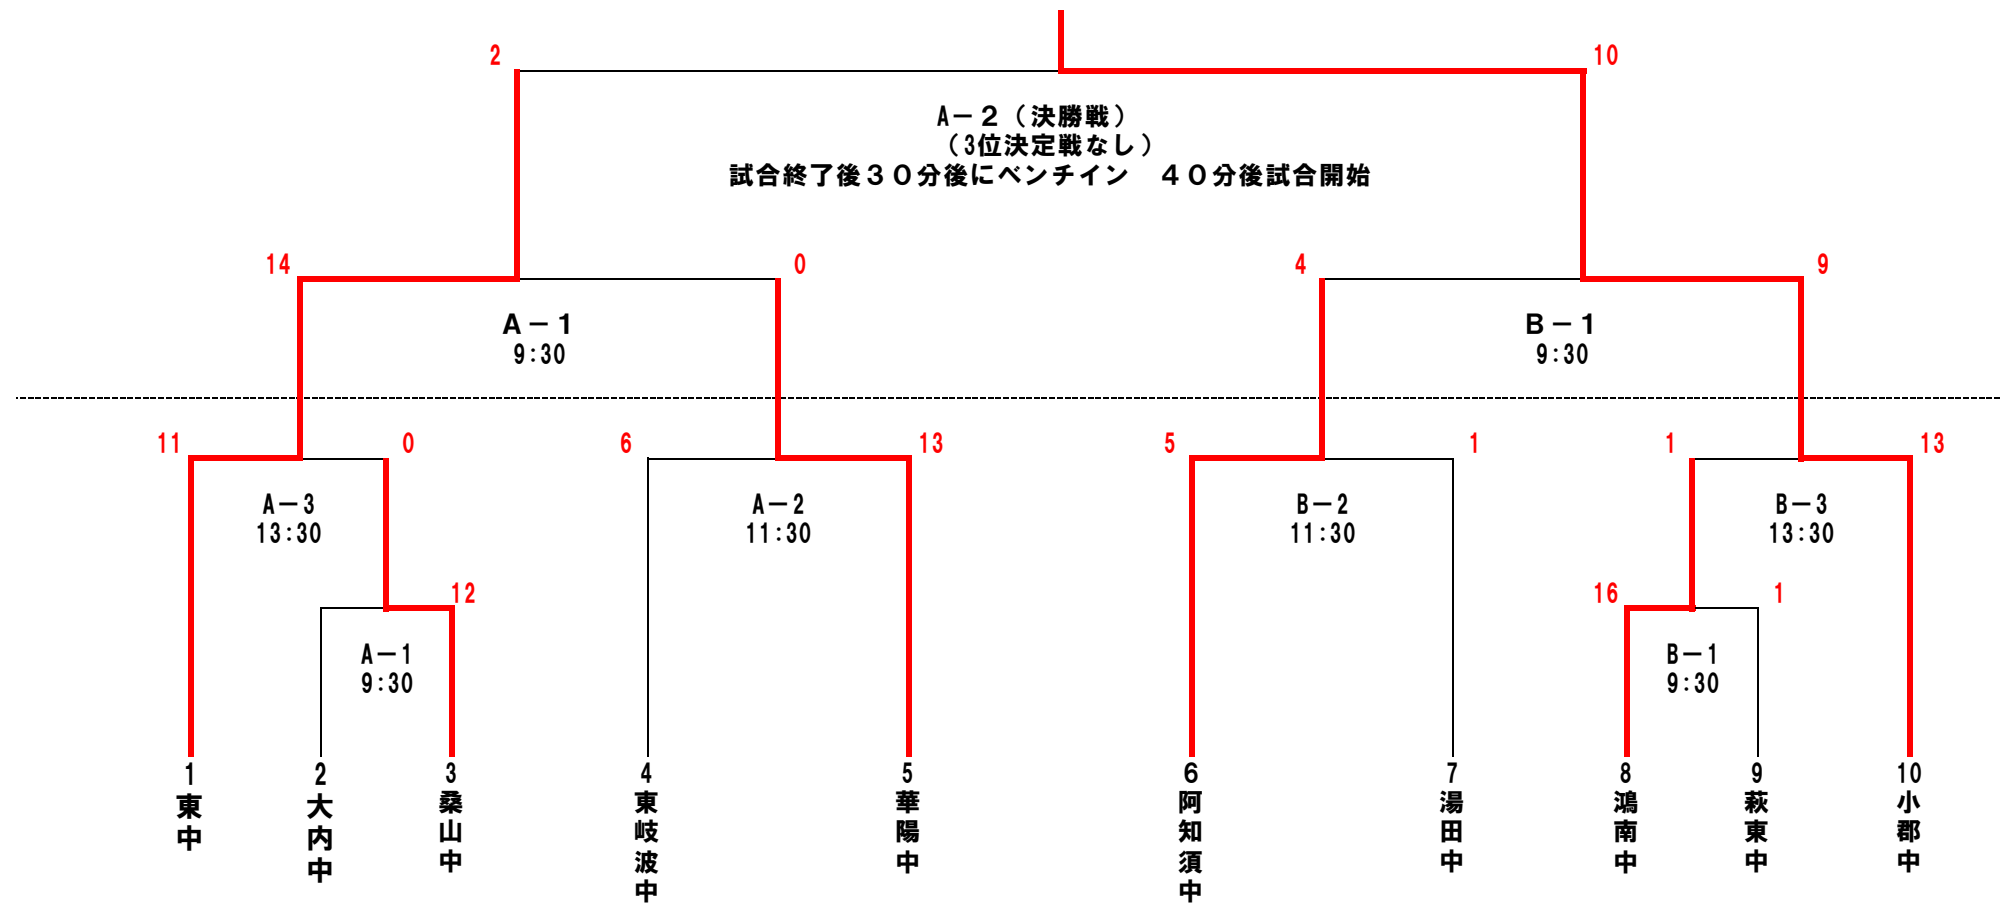 2
10
A－２（決勝戦）
（3位決定戦なし）
試合終了後３０分後にベンチイン　４０分後試合開始
14
0
4
9
A－1
9:30
B－1
9:30
11
0
6
13
5
1
1
13
A－3
13:30
A－2
11:30
B－2
11:30
B－3
13:30
12
16
1
A－1
9:30
B－1
9:30
1
東中
2
大内中
3
桑山中
4
東岐波中
5
華陽中
6
阿知須中
7
湯田中
8
鴻南中
9
萩東中
10
小郡中